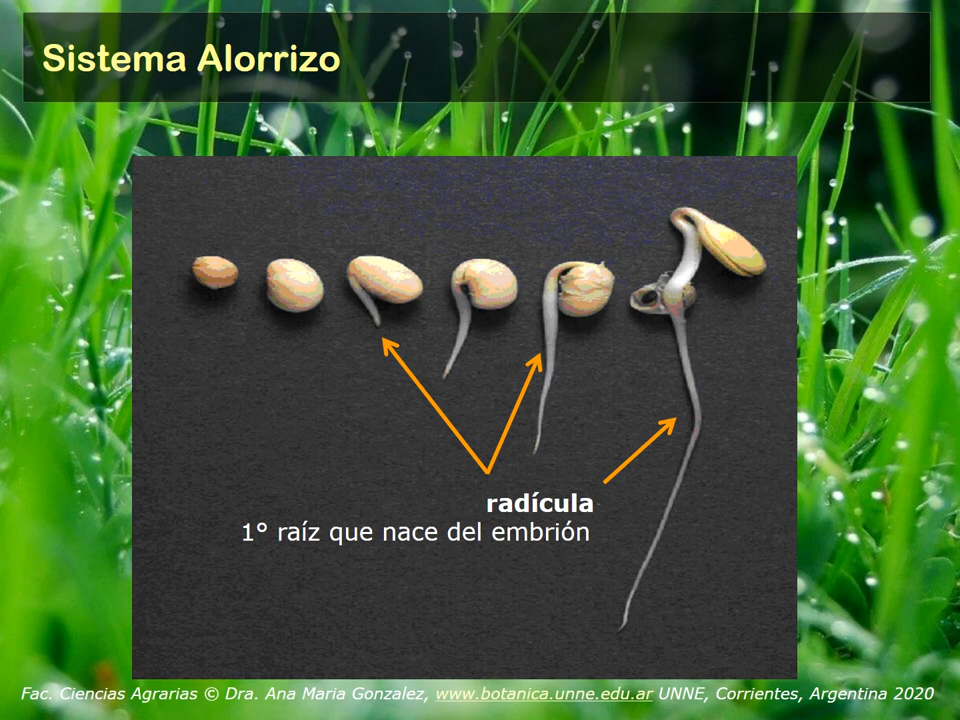 Sistema Alorrizo
radícula
1° raíz que nace del embrión
Fac. Ciencias Agrarias © Dra. Ana Maria Gonzalez, www.botanica.unne.edu.ar UNNE, Corrientes, Argentina 2020